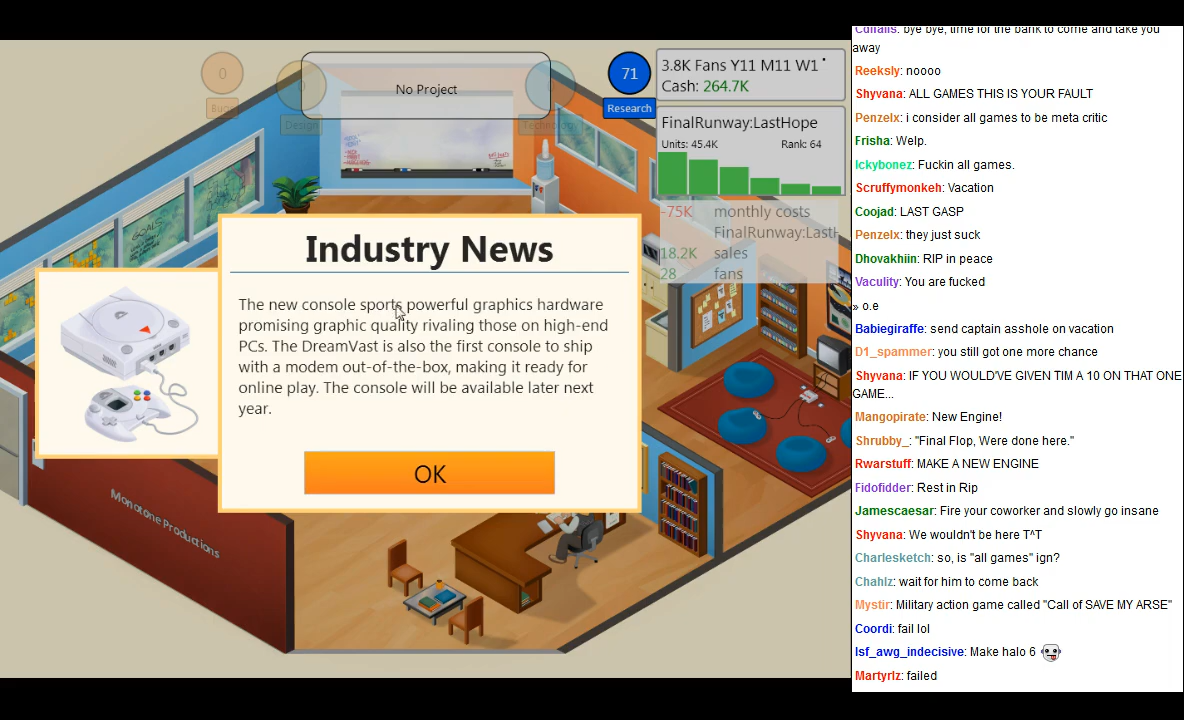 0
Bugs
No Project
Design
Technology
71
Research
3.8K Fans Y11 M11 W1
Cash: 264.7K
FinalRunway:LastHope
Units: 45.4K
Rank: 64
-75K monthly costs
FinalRunway:LastH
18.2K sales
28 fans
GOALS
Industry News
The new console sports powerful graphics hardware
promising graphic quality rivaling those on high-end
PCs. The DreamVast is also the first console to ship
with a modem out-of-the-box, making it ready for
online play. The console will be available later next
year.
OK
Monotone Productions
bye bye, time for the bank to come and take you
away
Reeksly: noooo
Shyvana: ALL GAMES THIS IS YOUR FAULT
Penzelx: i consider all games to be meta critic
Frisha: Welp.
Ickybonez: Fuckin all games.
Scruffymonkeh: Vacation
Coojad: LAST GASP
Penzelx: they just suck
Dhovakhiin: RIP in peace
Vaculity: You are fucked
» o.e
Babiegiraffe: send captain asshole on vacation
D1_spammer: you still got one more chance
Shyvana: IF YOU WOULD'VE GIVEN TIM A 10 ON THAT ONE
GAME...
Mangopirate: New Engine!
Shrubby_: "Final Flop, Were done here."
Rwarstuff: MAKE A NEW ENGINE
Fidofidder: Rest in Rip
Jamescaesar: Fire your coworker and slowly go insane
Shyvana: We wouldn't be here T^T
Charlesketch: so, is "all games" ign?
Chahlz: wait for him to come back
Mystir: Military action game called "Call of SAVE MY ARSE"
Coordi: fail lol
lsf_awg_indecisive: Make halo 6
Martyrlz: failed